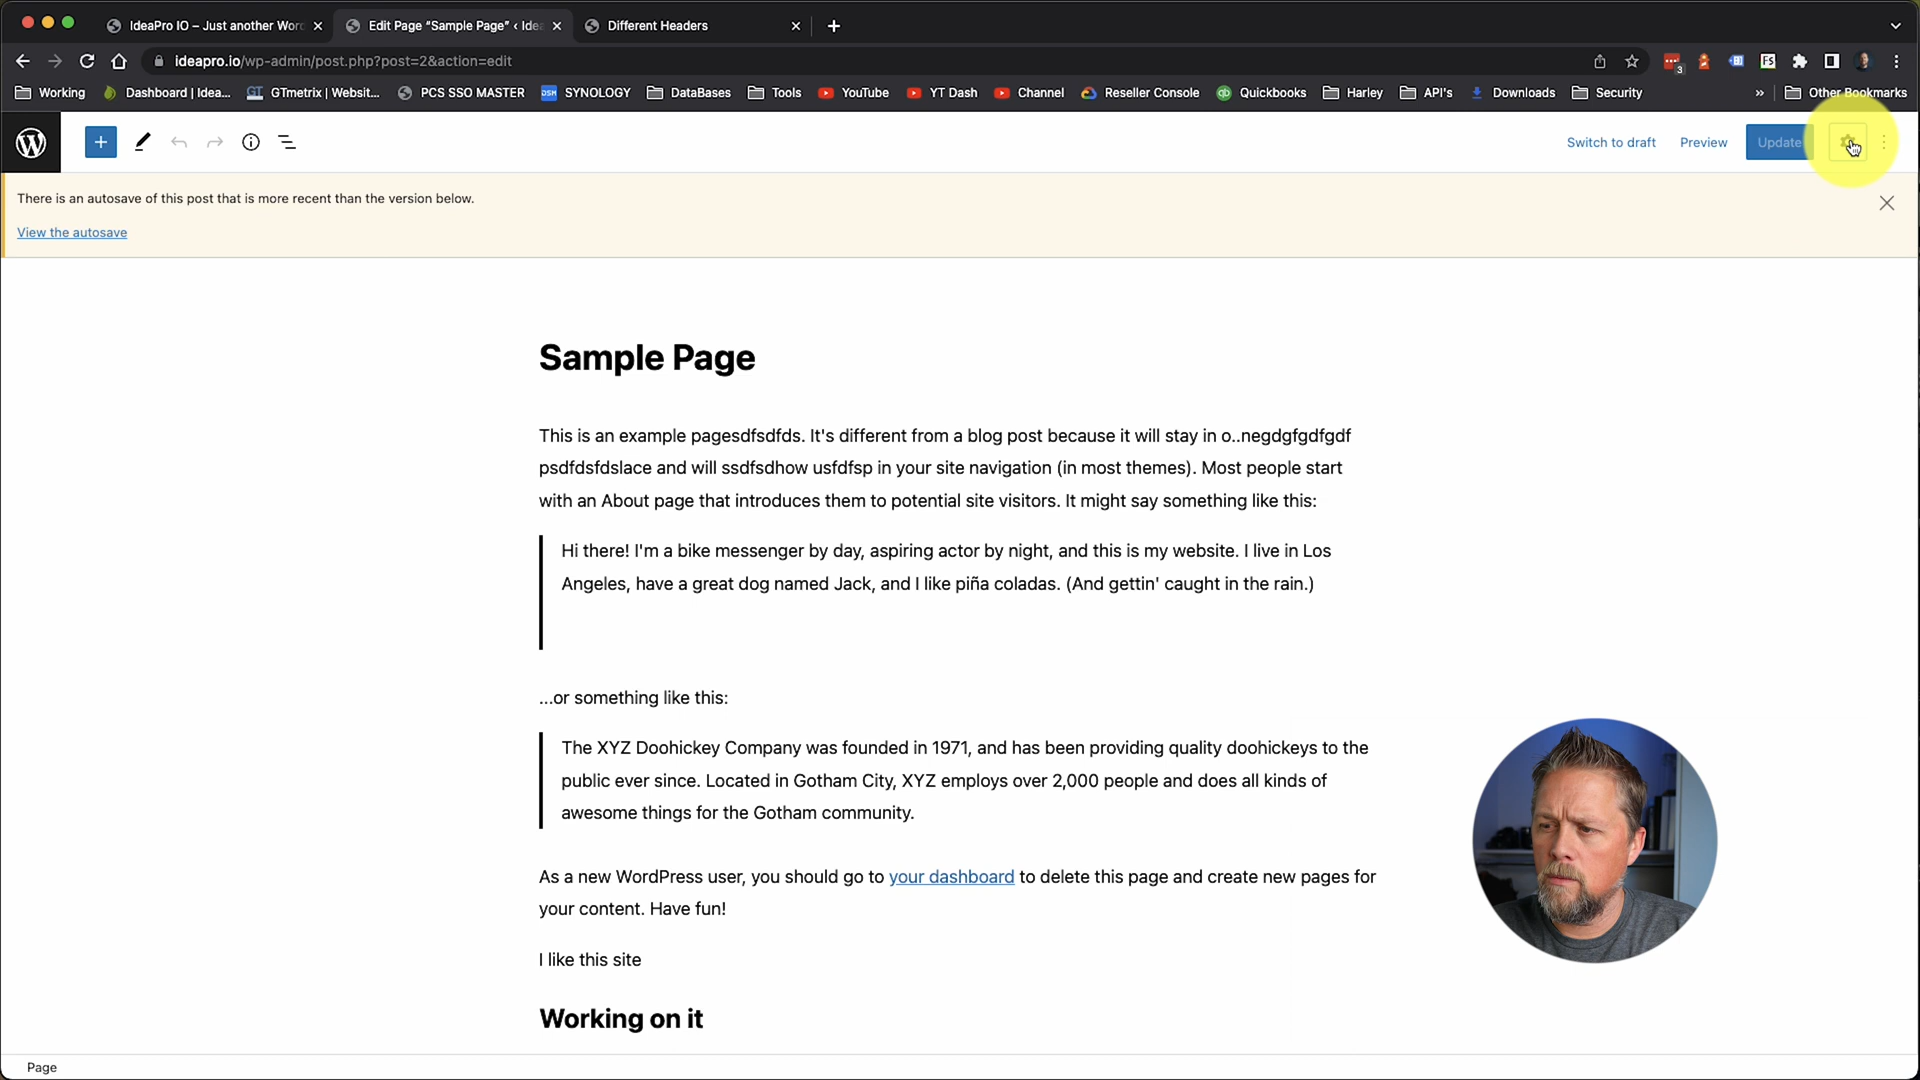 IdeaPro IO – Just another Word
Edit Page “Sample Page” ‹ Idea
Different Headers
ideapro.io/wp-admin/post.php?post=2&action=edit
3
FS
Working
Dashboard | Idea...
GTmetrix | Websit...
PCS SSO MASTER
DSM
SYNOLOGY
DataBases
Tools
YouTube
YT Dash
Channel
Reseller Console
Quickbooks
Harley
API's
Downloads
Security
»
Other Bookmarks
Switch to draft
Preview
Update
There is an autosave of this post that is more recent than the version below.
View the autosave
Sample Page
This is an example pagesdfsdfds. It's different from a blog post because it will stay in o..negdgfgdfgdf
psdfdsfdslace and will ssdfsdhow usfdfsp in your site navigation (in most themes). Most people start
with an About page that introduces them to potential site visitors. It might say something like this:
Hi there! I'm a bike messenger by day, aspiring actor by night, and this is my website. I live in Los
Angeles, have a great dog named Jack, and I like piña coladas. (And gettin' caught in the rain.)
...or something like this:
The XYZ Doohickey Company was founded in 1971, and has been providing quality doohickeys to the
public ever since. Located in Gotham City, XYZ employs over 2,000 people and does all kinds of
awesome things for the Gotham community.
As a new WordPress user, you should go to your dashboard to delete this page and create new pages for
your content. Have fun!
I like this site
Working on it
Page